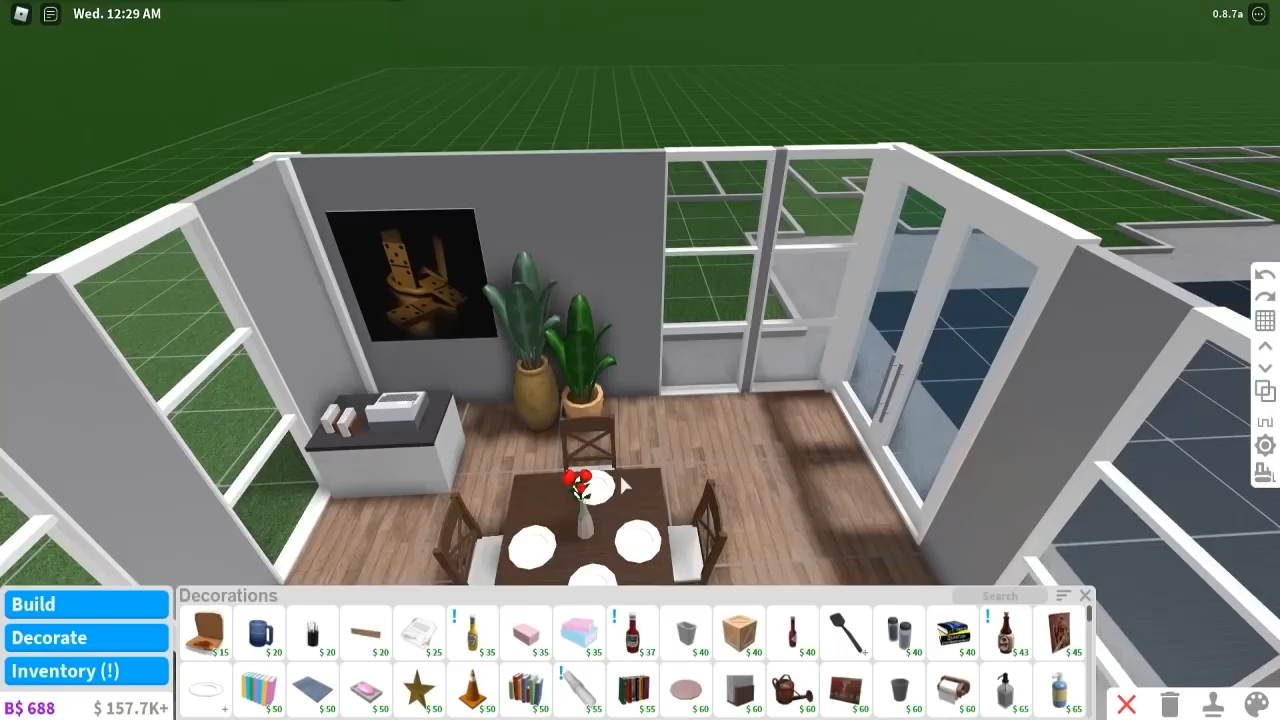 Wed. 12:29 AM
0.8.7a
Build
Decorate
Inventory (!)
B$ 688 $ 157.7K+
Decorations
Search
$ 15 $ 20 $ 20 $ 20 $ 25 ! $ 35 $ 35 $ 35 ! $ 37 $ 40 $ 40 $ 40 + $ 40 $ 40 ! $ 43 $ 45
+ $ 50 $ 50 $ 50 $ 50 $ 50 $ 50 ! $ 55 $ 55 $ 60 $ 60 $ 60 $ 60 $ 60 $ 60 $ 65 $ 65